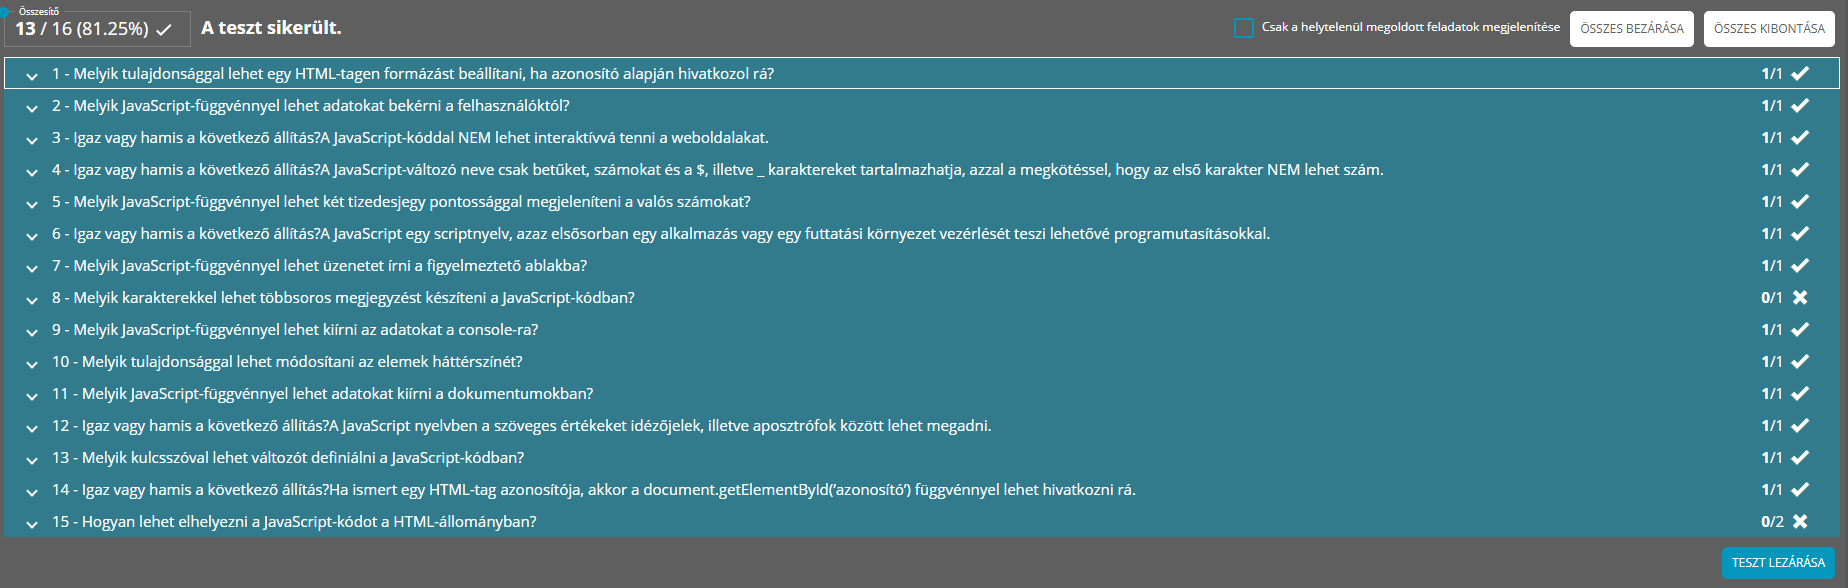 Összesítő
13 / 16 (81.25%)
A teszt sikerült.
Csak a helytelenül megoldott feladatok megjelenítése
ÖSSZES BEZÁRÁSA
ÖSSZES KIBONTÁSA
1 - Melyik tulajdonsággal lehet egy HTML-tagen formázást beállítani, ha azonosító alapján hivatkozol rá? 1/1
2 - Melyik JavaScript-függvénnyel lehet adatokat bekérni a felhasználóktól? 1/1
3 - Igaz vagy hamis a következő állítás?A JavaScript-kóddal NEM lehet interaktívvá tenni a weboldalakat. 1/1
4 - Igaz vagy hamis a következő állítás?A JavaScript-változó neve csak betűket, számokat és a $, illetve _ karaktereket tartalmazhatja, azzal a megkötéssel, hogy az első karakter NEM lehet szám. 1/1
5 - Melyik JavaScript-függvénnyel lehet két tizedesjegy pontossággal megjeleníteni a valós számokat? 1/1
6 - Igaz vagy hamis a következő állítás?A JavaScript egy scriptnyelv, azaz elsősorban egy alkalmazás vagy egy futtatási környezet vezérlését teszi lehetővé programutasításokkal. 1/1
7 - Melyik JavaScript-függvénnyel lehet üzenetet írni a figyelmeztető ablakba? 1/1
8 - Melyik karakterekkel lehet többsoros megjegyzést készíteni a JavaScript-kódban? 0/1
9 - Melyik JavaScript-függvénnyel lehet kiírni az adatokat a console-ra? 1/1
10 - Melyik tulajdonsággal lehet módosítani az elemek háttérszínét? 1/1
11 - Melyik JavaScript-függvénnyel lehet adatokat kiírni a dokumentumokban? 1/1
12 - Igaz vagy hamis a következő állítás?A JavaScript nyelvben a szöveges értékeket idézőjelek, illetve aposztrófok között lehet megadni. 1/1
13 - Melyik kulcsszóval lehet változót definiálni a JavaScript-kódban? 1/1
14 - Igaz vagy hamis a következő állítás?Ha ismert egy HTML-tag azonosítója, akkor a document.getElementById(’azonosító’) függvénnyel lehet hivatkozni rá. 1/1
15 - Hogyan lehet elhelyezni a JavaScript-kódot a HTML-állományban? 0/2
TESZT LEZÁRÁSA